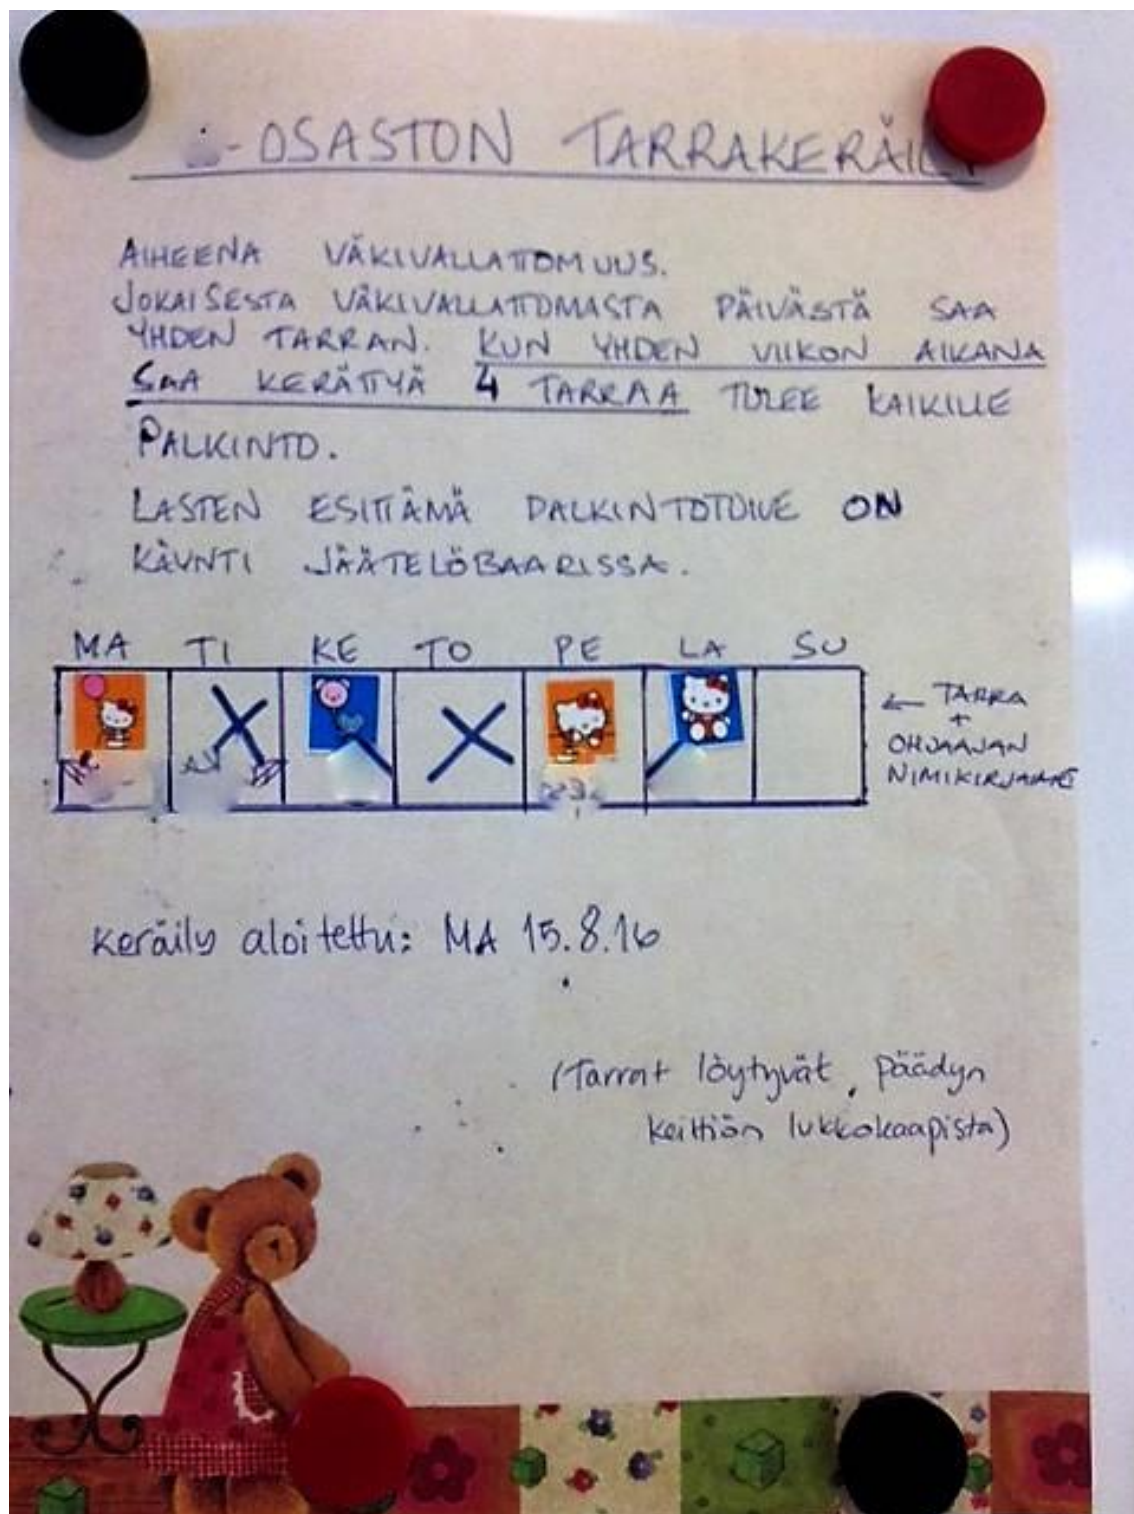 -OSASTON TARRAKERÄILY
AIHEENA VÄKIVALLATTOMUUS.
JOKAISESTA VÄKIVALLATTOMASTA PÄIVÄSTÄ SAA
YHDEN TARRAN. KUN YHDEN VIIKON AIKANA
SAA KERÄTTYÄ 4 TARRAA TULEE KAIKILLE
PALKINTO.
LASTEN ESITTÄMÄ PALKINTOTOIVE ON
KÄYNTI JÄÄTELÖBAARISSA.
MA TI KE TO PE LA SU
← TARRA
+
OHJAAJAN
NIMIKIRJAIMET
keräily aloitettu: MA 15.8.16
(Tarrat löytyvät päädyn
keittiön lukkokaapista)